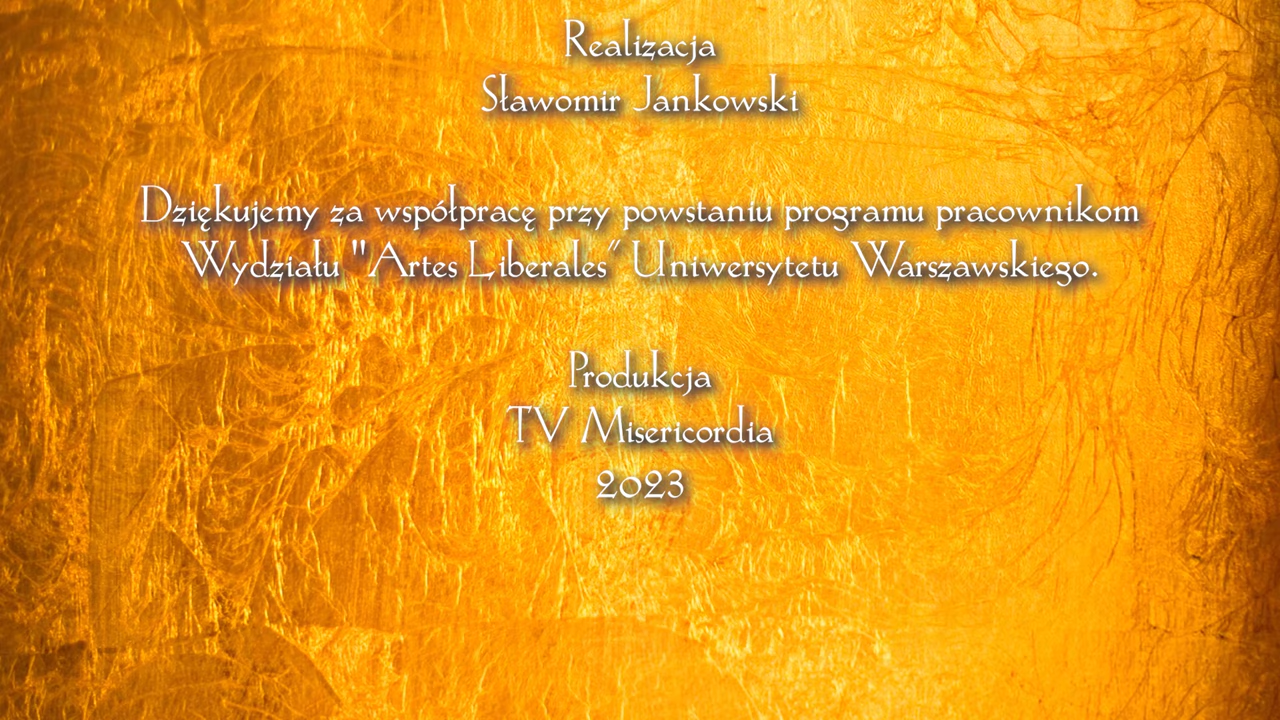 Realizacja
Sławomir Jankowski
Dziękujemy za współpracę przy powstaniu programu pracownikom
Wydziału "Artes Liberales” Uniwersytetu Warszawskiego.
Produkcja
TV Misericordia
2023